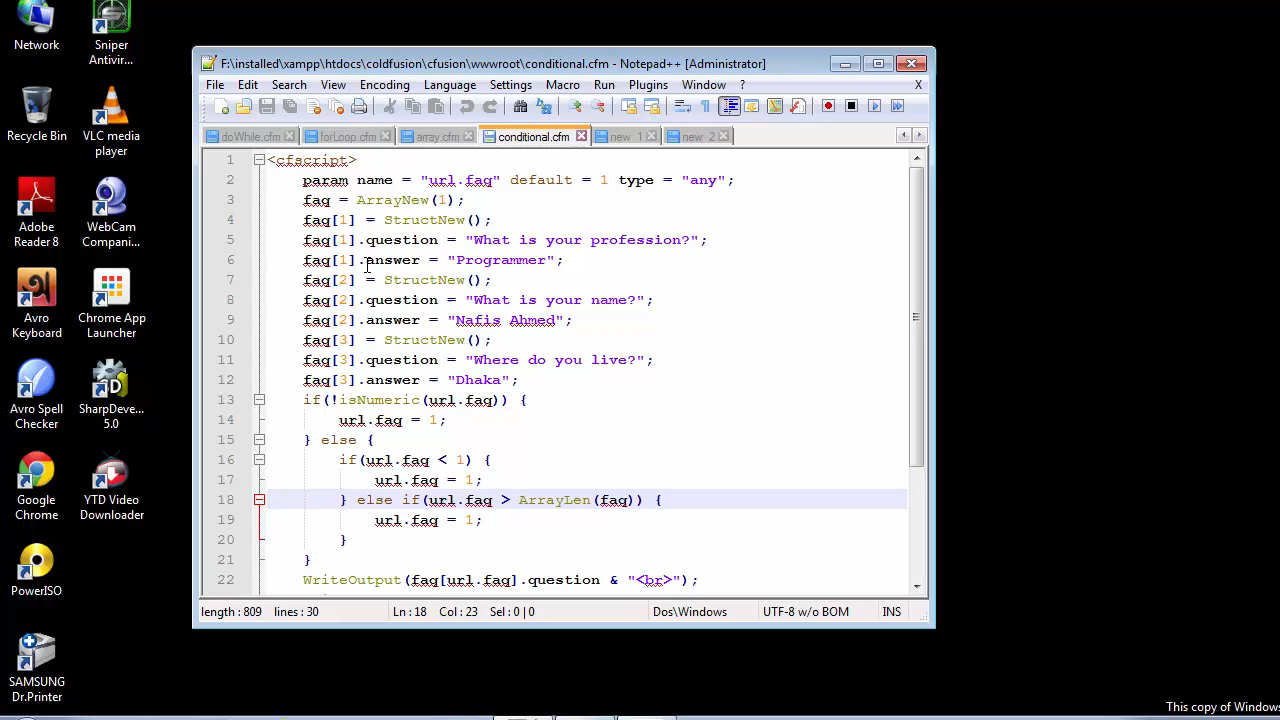 Network
Sniper
Antivir...
Recycle Bin
VLC media
player
Adobe
Reader 8
WebCam
Compani...
Avro
Keyboard
Chrome App
Launcher
Avro Spell
Checker
SharpDeve...
5.0
Google
Chrome
YTD Video
Downloader
PowerISO
SAMSUNG
Dr.Printer
F:\installed\xampp\htdocs\coldfusion\cfusion\wwwroot\conditional.cfm - Notepad++ [Administrator]
File Edit Search View Encoding Language Settings Macro Run Plugins Window ? X
doWhile.cfm forLoop.cfm array.cfm conditional.cfm new 1 new 2
1 <cfscript>
2 param name = "url.faq" default = 1 type = "any";
3 faq = ArrayNew(1);
4 faq[1] = StructNew();
5 faq[1].question = "What is your profession?";
6 faq[1].answer = "Programmer";
7 faq[2] = StructNew();
8 faq[2].question = "What is your name?";
9 faq[2].answer = "Nafis Ahmed";
10 faq[3] = StructNew();
11 faq[3].question = "Where do you live?";
12 faq[3].answer = "Dhaka";
13 if(!isNumeric(url.faq)) {
14 url.faq = 1;
15 } else {
16 if(url.faq < 1) {
17 url.faq = 1;
18 } else if(url.faq > ArrayLen(faq)) {
19 url.faq = 1;
20 }
21 }
22 WriteOutput(faq[url.faq].question & "<br>");
length : 809 lines : 30 Ln : 18 Col : 23 Sel : 0 | 0 Dos\Windows UTF-8 w/o BOM INS
This copy of Window